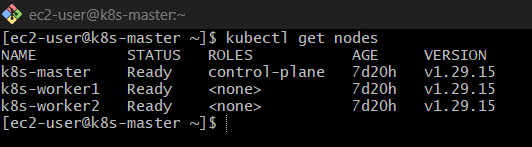 ec2-user@k8s-master:~
[ec2-user@k8s-master ~]$ kubectl get nodes
NAME          STATUS   ROLES           AGE     VERSION
k8s-master    Ready    control-plane   7d20h   v1.29.15
k8s-worker1   Ready    <none>          7d20h   v1.29.15
k8s-worker2   Ready    <none>          7d20h   v1.29.15
[ec2-user@k8s-master ~]$